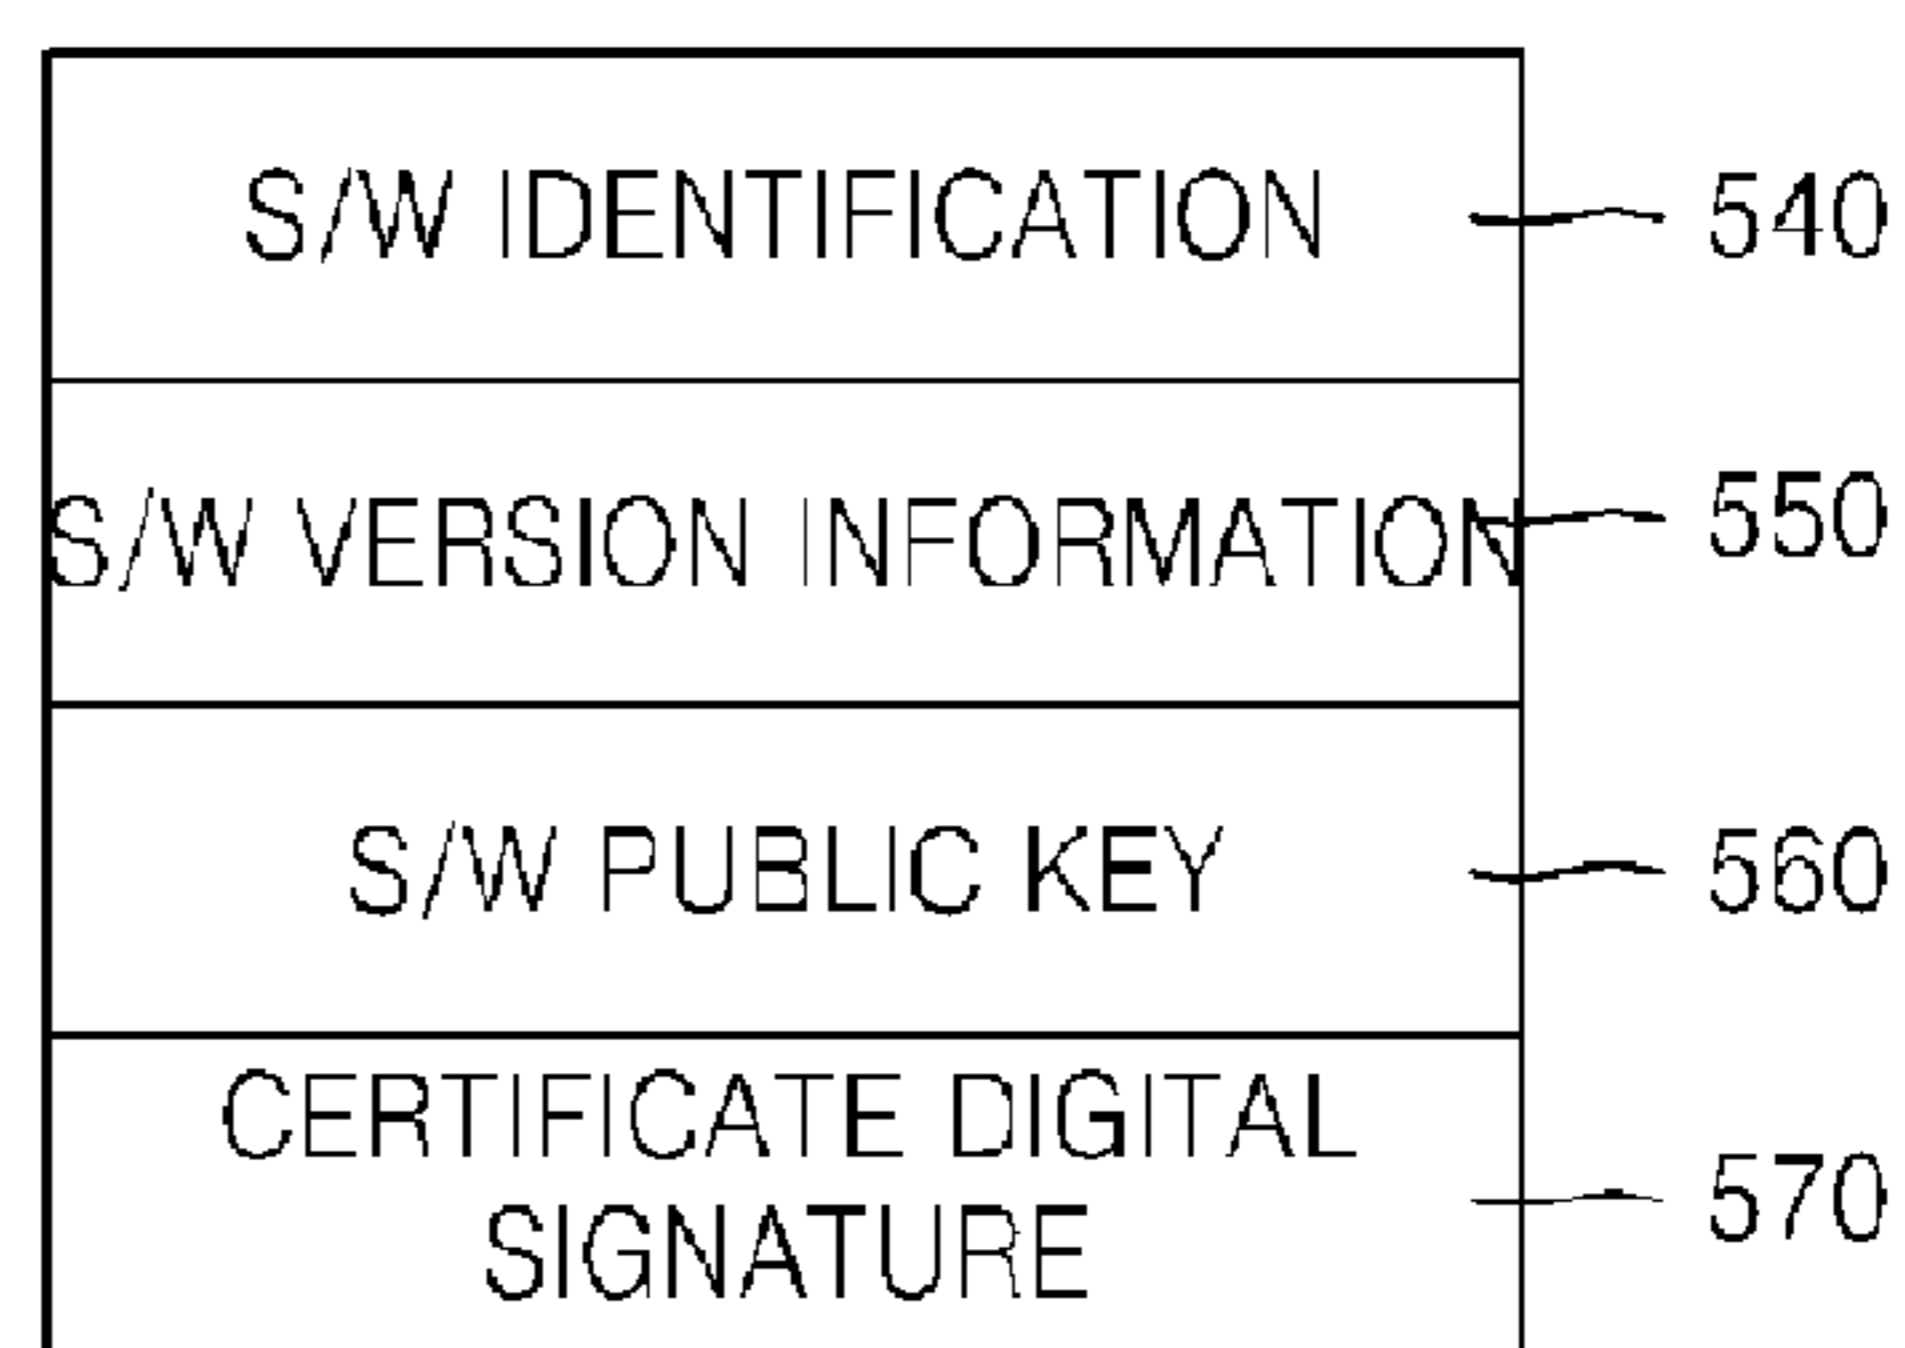 S/W IDENTIFICATION 540
S/W VERSION INFORMATION 550
S/W PUBLIC KEY 560
CERTIFICATE DIGITAL
SIGNATURE 570